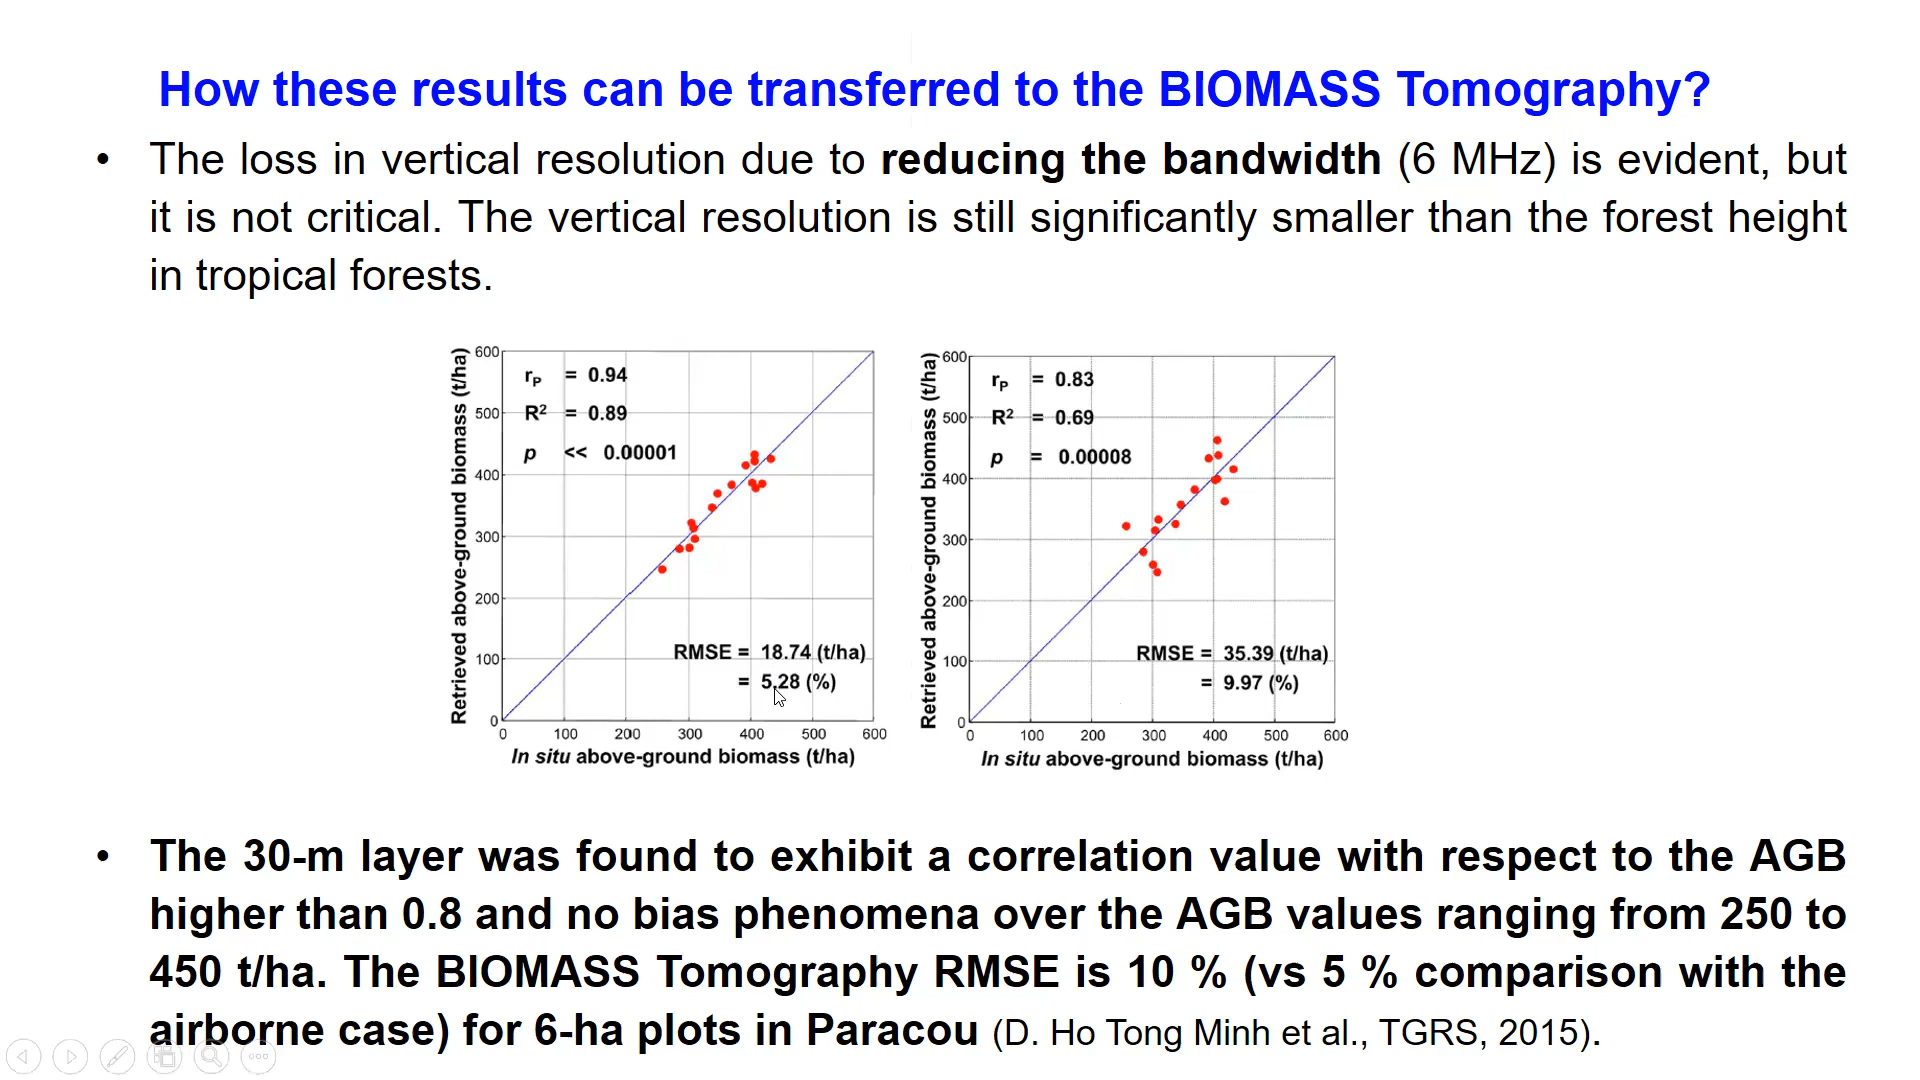 How these results can be transferred to the BIOMASS Tomography?
• The loss in vertical resolution due to reducing the bandwidth (6 MHz) is evident, but
it is not critical. The vertical resolution is still significantly smaller than the forest height
in tropical forests.
Retrieved above-ground biomass (t/ha)
600
500
400
300
200
100
0
rP = 0.94
R² = 0.89
p << 0.00001
RMSE = 18.74 (t/ha)
= 5.28 (%)
0 100 200 300 400 500 600
In situ above-ground biomass (t/ha)
Retrieved above-ground biomass (t/ha)
600
500
400
300
200
100
0
rP = 0.83
R² = 0.69
p = 0.00008
RMSE = 35.39 (t/ha)
= 9.97 (%)
0 100 200 300 400 500 600
In situ above-ground biomass (t/ha)
• The 30-m layer was found to exhibit a correlation value with respect to the AGB
higher than 0.8 and no bias phenomena over the AGB values ranging from 250 to
450 t/ha. The BIOMASS Tomography RMSE is 10 % (vs 5 % comparison with the
airborne case) for 6-ha plots in Paracou (D. Ho Tong Minh et al., TGRS, 2015).